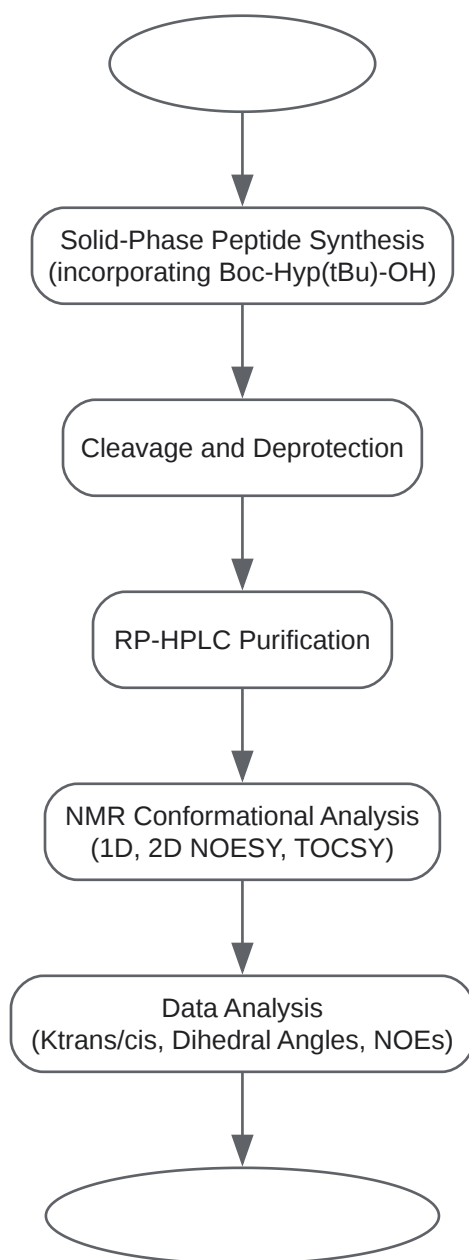 Solid-Phase Peptide Synthesis
(incorporating Boc-Hyp(tBu)-OH)
Cleavage and Deprotection
RP-HPLC Purification
NMR Conformational Analysis
(1D, 2D NOESY, TOCSY)
Data Analysis
(Ktrans/cis, Dihedral Angles, NOEs)